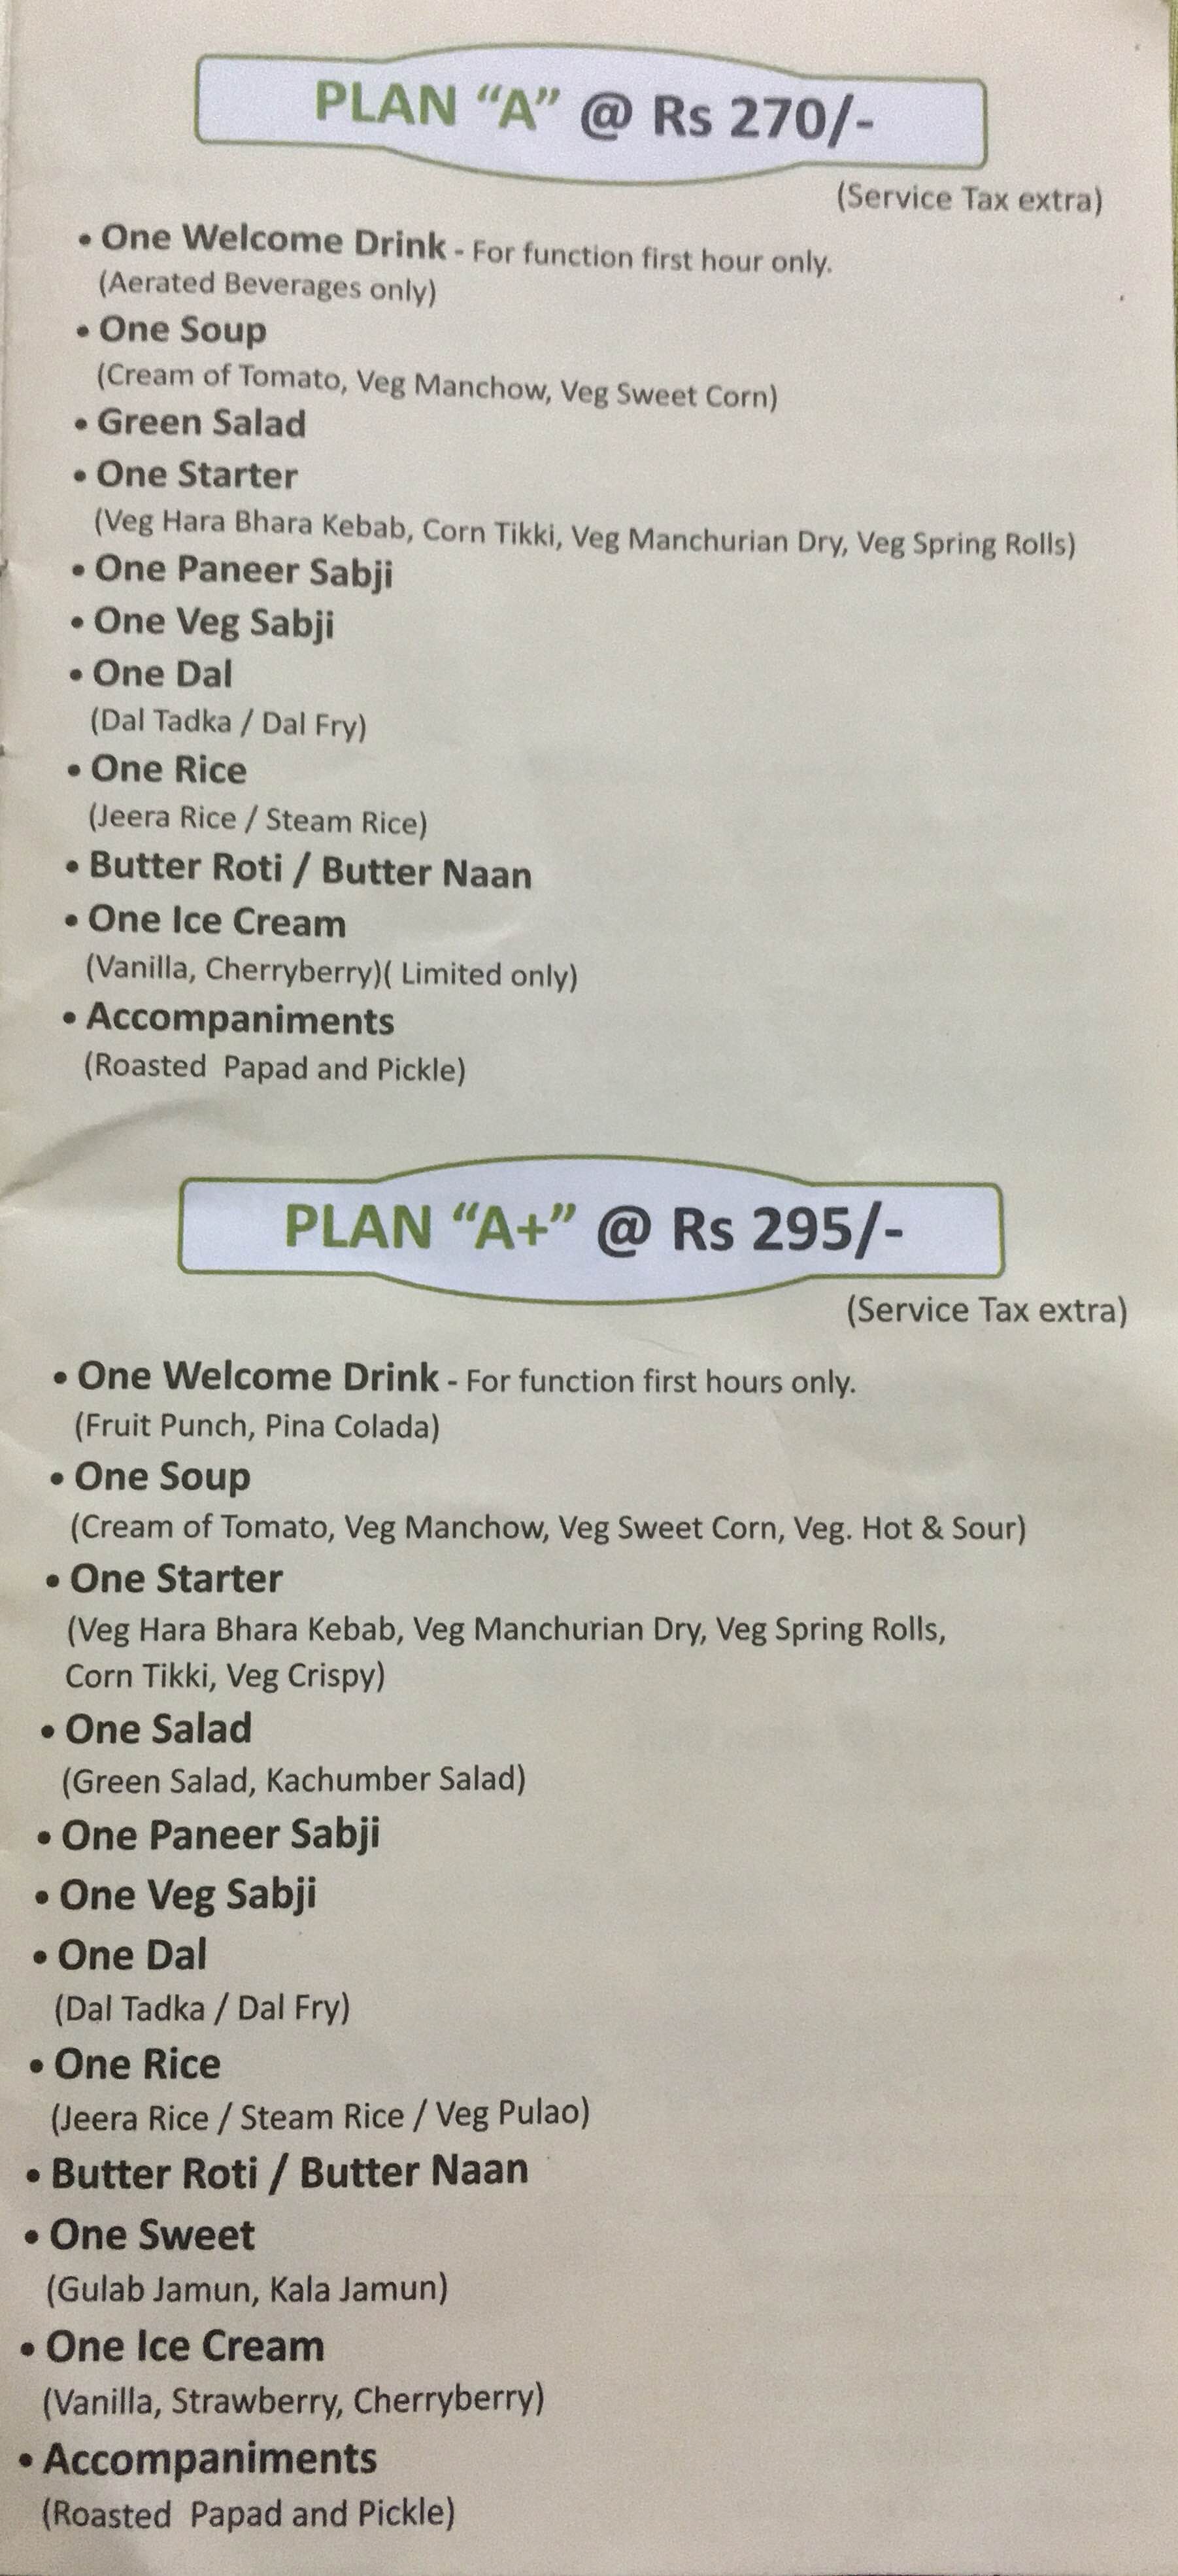 PLAN “A” @ Rs 270/-
(Service Tax extra)
• One Welcome Drink - For function first hour only.
(Aerated Beverages only)
• One Soup
(Cream of Tomato, Veg Manchow, Veg Sweet Corn)
• Green Salad
• One Starter
(Veg Hara Bhara Kebab, Corn Tikki, Veg Manchurian Dry, Veg Spring Rolls)
• One Paneer Sabji
• One Veg Sabji
• One Dal
(Dal Tadka / Dal Fry)
• One Rice
(Jeera Rice / Steam Rice)
• Butter Roti / Butter Naan
• One Ice Cream
(Vanilla, Cherryberry)( Limited only)
• Accompaniments
(Roasted  Papad and Pickle)
PLAN “A+” @ Rs 295/-
(Service Tax extra)
• One Welcome Drink - For function first hours only.
(Fruit Punch, Pina Colada)
• One Soup
(Cream of Tomato, Veg Manchow, Veg Sweet Corn, Veg. Hot & Sour)
• One Starter
(Veg Hara Bhara Kebab, Veg Manchurian Dry, Veg Spring Rolls,
Corn Tikki, Veg Crispy)
• One Salad
(Green Salad, Kachumber Salad)
• One Paneer Sabji
• One Veg Sabji
• One Dal
(Dal Tadka / Dal Fry)
• One Rice
(Jeera Rice / Steam Rice / Veg Pulao)
• Butter Roti / Butter Naan
• One Sweet
(Gulab Jamun, Kala Jamun)
• One Ice Cream
(Vanilla, Strawberry, Cherryberry)
• Accompaniments
(Roasted  Papad and Pickle)